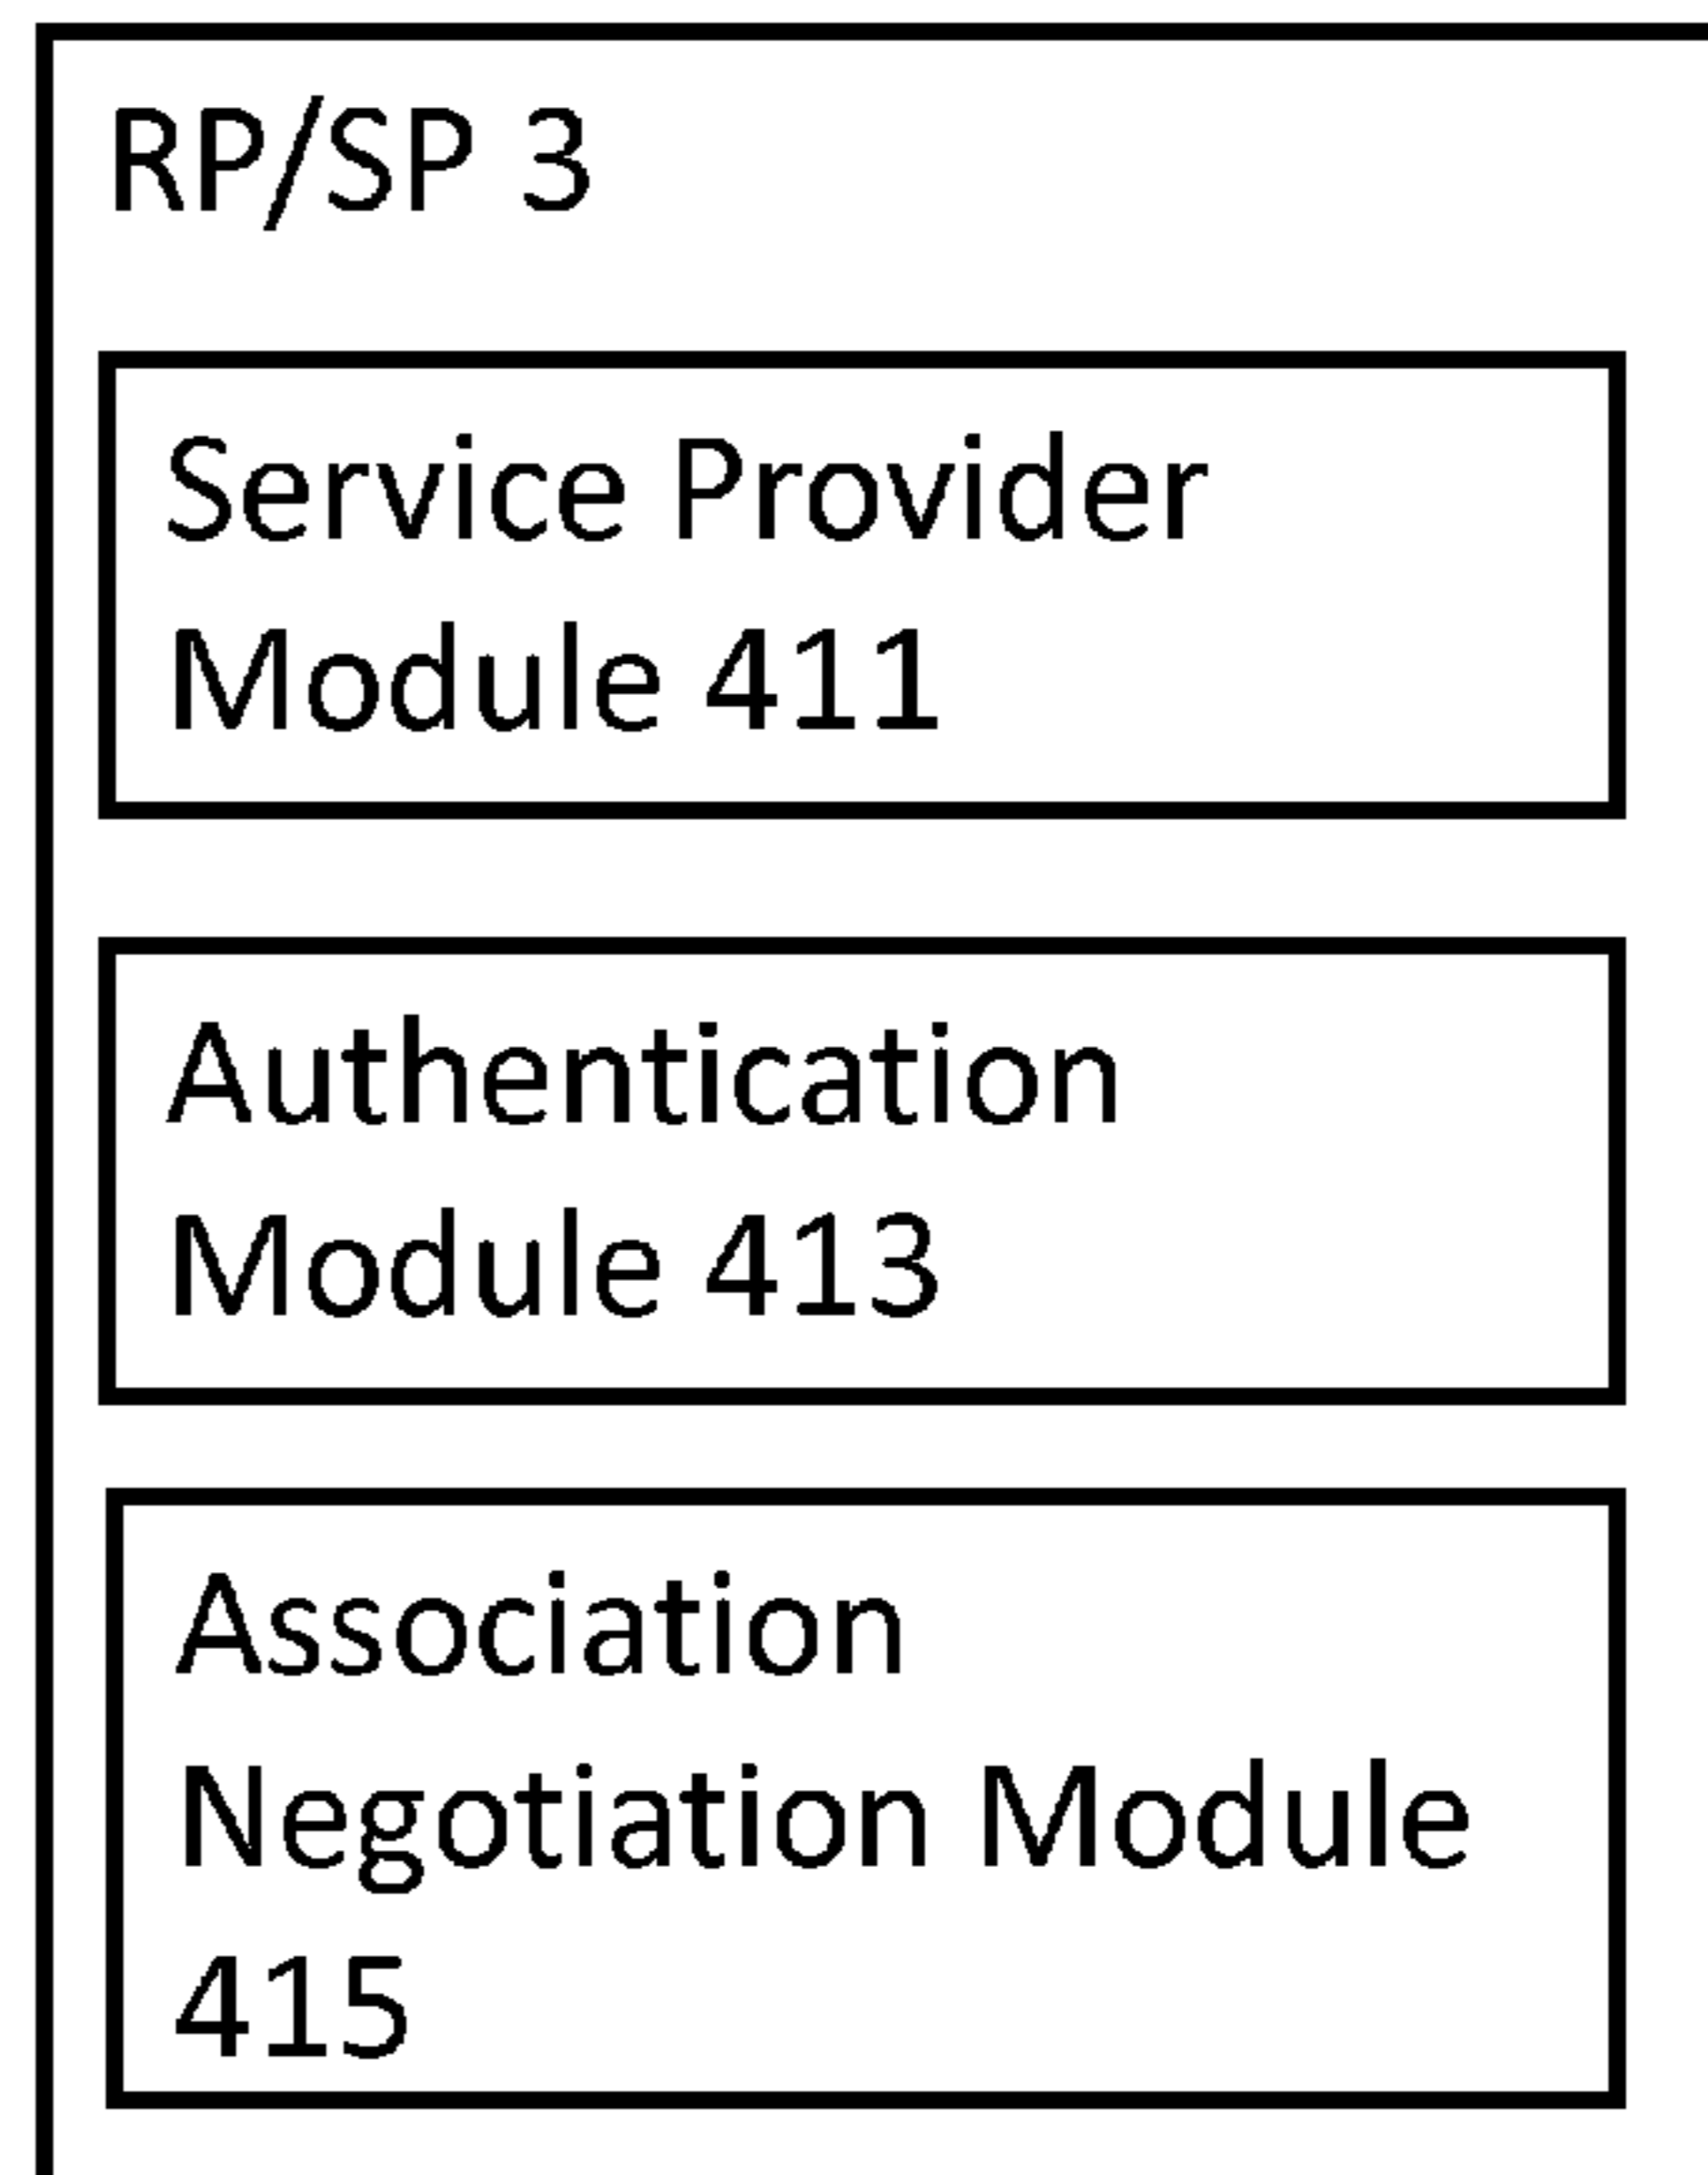 RP/SP 3
Service Provider
Module 411
Authentication
Module 413
Association
Negotiation Module
415